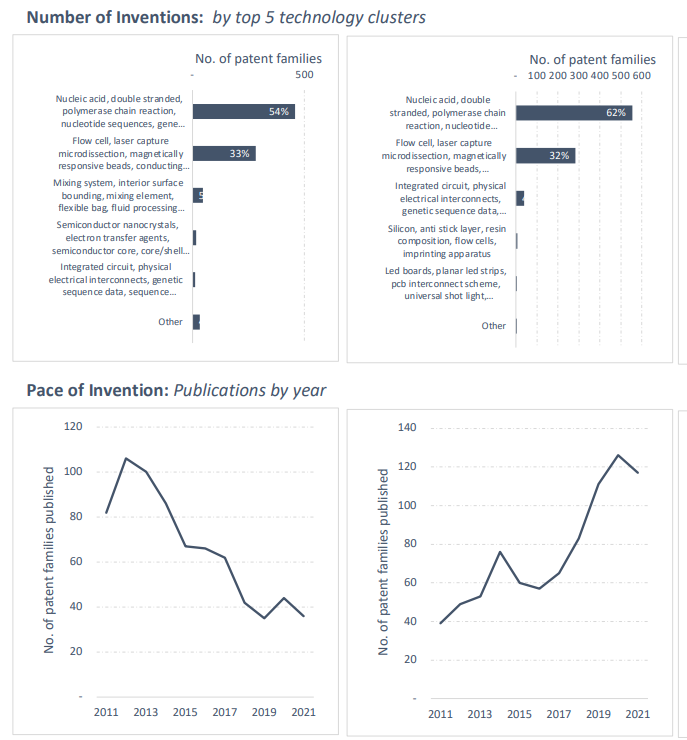 Number of Inventions: by top 5 technology clusters
No. of patent families
- 500
Nucleic acid, double stranded,
polymerase chain reaction,
nucleotide sequences, gene...
54%
Flow cell, laser capture
microdissection, magnetically
responsive beads, conducting...
33%
Mixing system, interior surface
bounding, mixing element,
flexible bag, fluid processing...
Semiconductor nanocrystals,
electron transfer agents,
semiconductor core, core/shell...
Integrated circuit, physical
electrical interconnects, genetic
sequence data, sequence...
Other
No. of patent families
- 100 200 300 400 500 600
Nucleic acid, double
stranded, polymerase chain
reaction, nucleotide...
62%
Flow cell, laser capture
microdissection, magnetically
responsive beads,...
32%
Integrated circuit, physical
electrical interconnects,
genetic sequence data,...
Silicon, anti stick layer, resin
composition, flow cells,
imprinting apparatus
Led boards, planar led strips,
pcb interconnect scheme,
universal shot light,...
Other
Pace of Invention: Publications by year
No. of patent families published
120
100
80
60
40
20
-
2011 2013 2015 2017 2019 2021
No. of patent families published
140
120
100
80
60
40
20
-
2011 2013 2015 2017 2019 2021